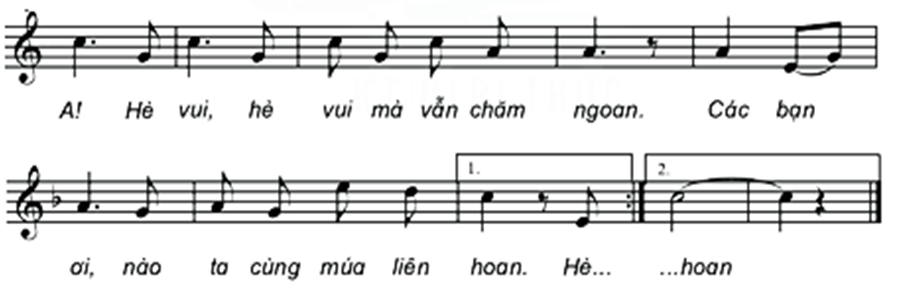 A! Hè vui, hè vui mà vẫn chăm ngoan. Các bạn
1. 2.
ơi, nào ta cùng múa liên hoan. Hè... ...hoan